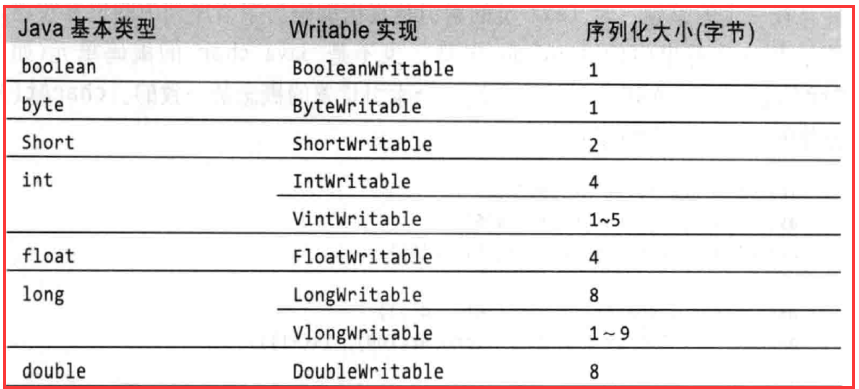 Java 基本类型 Writable 实现 序列化大小(字节)
boolean BooleanWritable 1
byte ByteWritable 1
Short ShortWritable 2
int IntWritable 4
VintWritable 1~5
float FloatWritable 4
long LongWritable 8
VlongWritable 1~9
double DoubleWritable 8